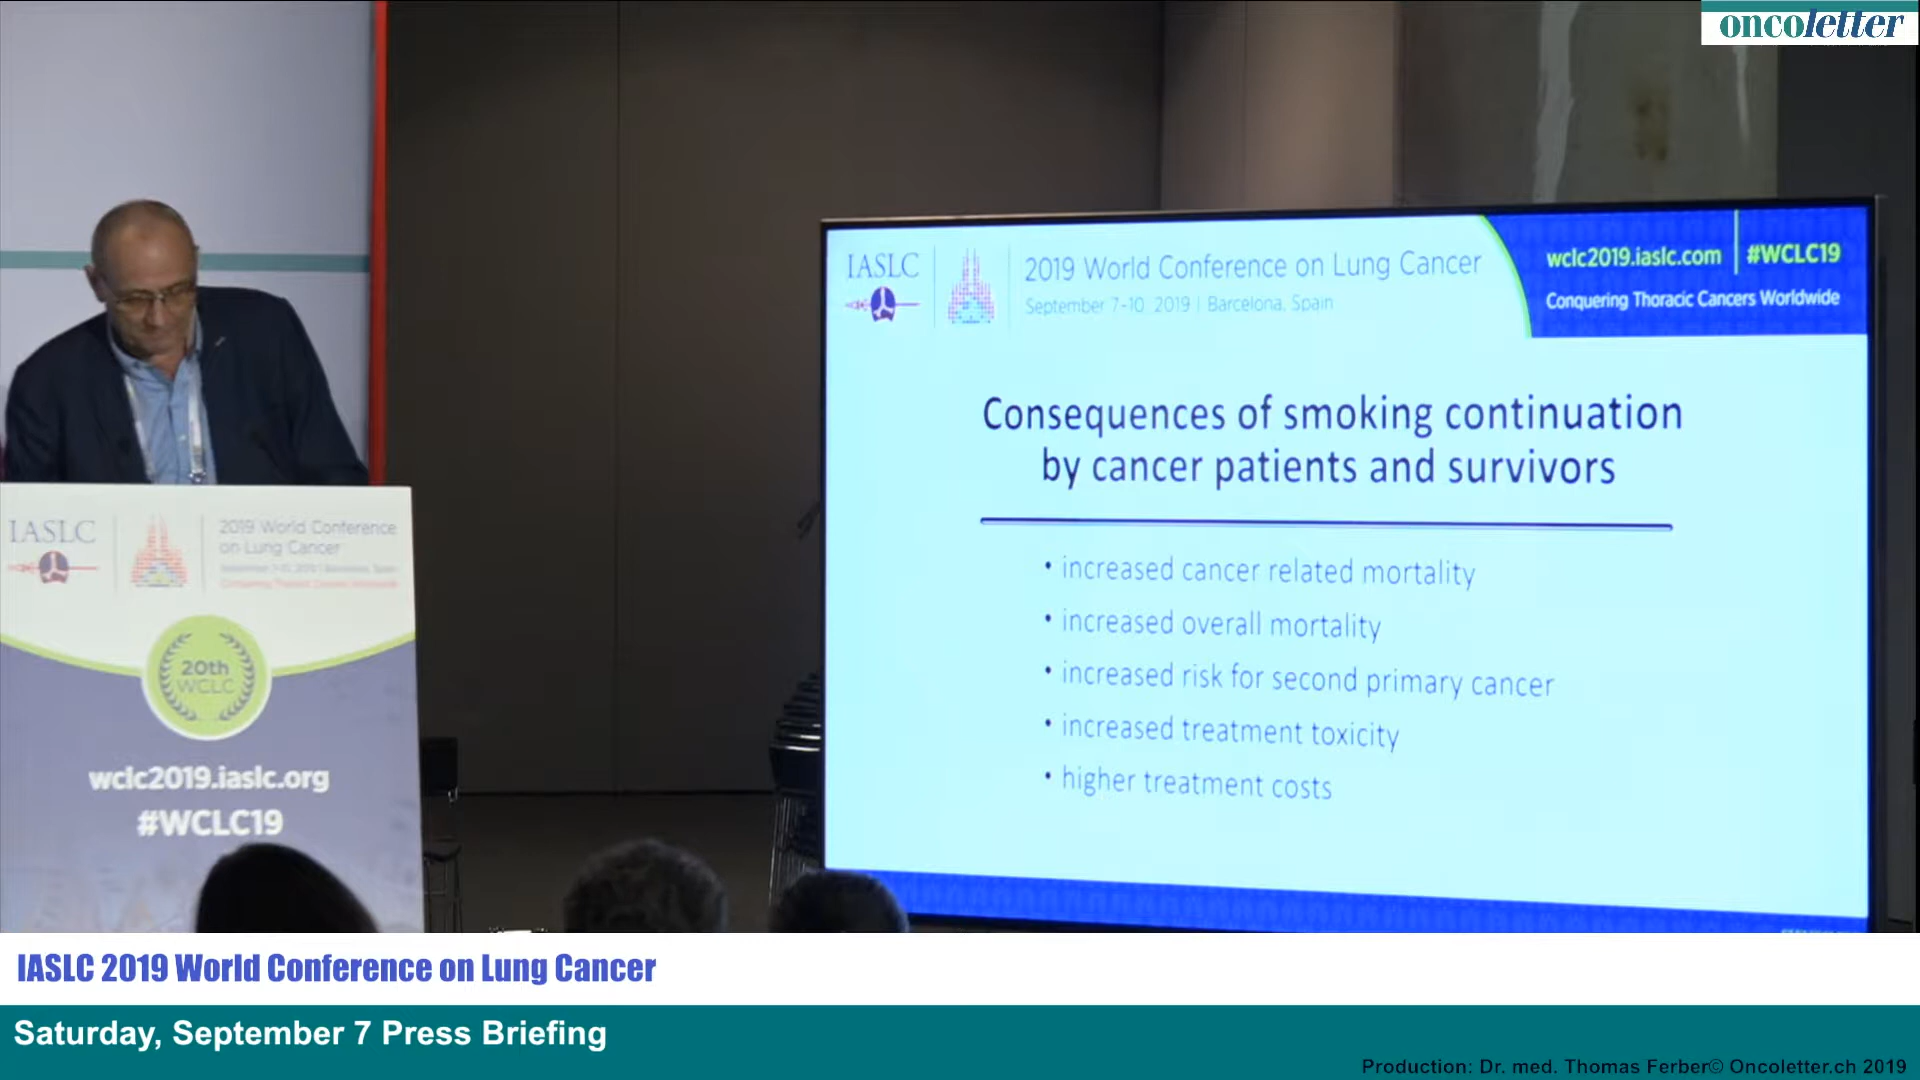 oncoletter
IASLC
2019 World Conference on Lung Cancer
September 7-10, 2019 | Barcelona, Spain
wclc2019.iaslc.com
#WCLC19
Conquering Thoracic Cancers Worldwide
Consequences of smoking continuation
by cancer patients and survivors
• increased cancer related mortality
• increased overall mortality
• increased risk for second primary cancer
• increased treatment toxicity
• higher treatment costs
IASLC
2019 World Conference
on Lung Cancer
20th
WCLC
wclc2019.iaslc.org
#WCLC19
IASLC 2019 World Conference on Lung Cancer
Saturday, September 7 Press Briefing
Production: Dr. med. Thomas Ferber© Oncoletter.ch 2019